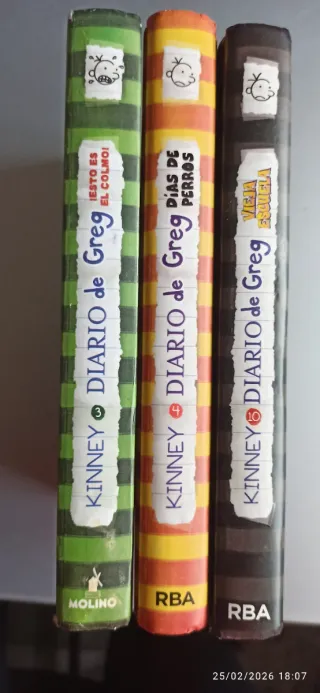 KINNEY 3 DIARIO de Greg
¡ESTO ES
EL COLMO!
MOLINO
KINNEY 4 DIARIO de Greg
DÍAS DE
PERROS
RBA
KINNEY 10 DIARIO de Greg
VIEJA
ESCUELA
RBA
25/02/2026 18:07